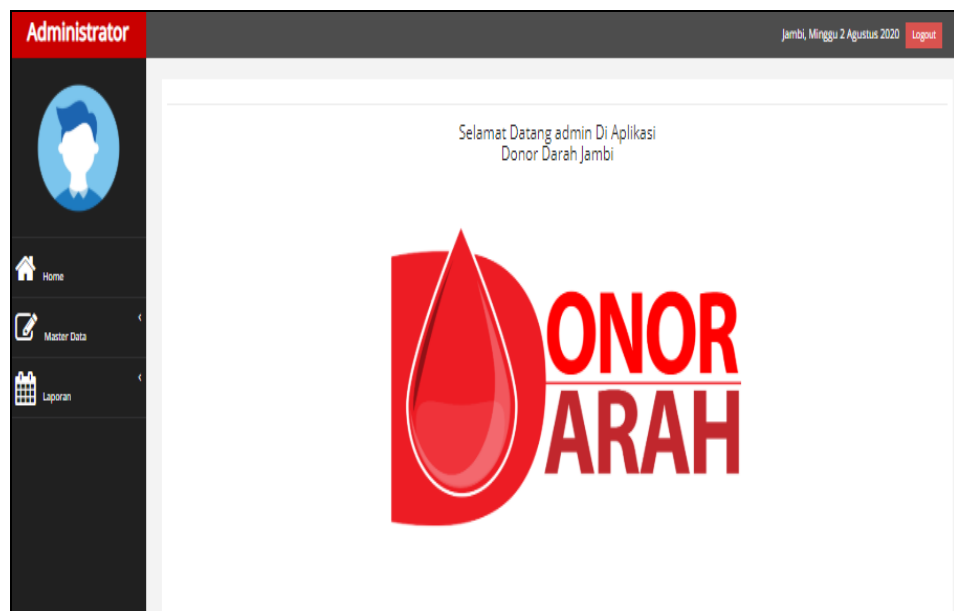 Administrator
Jambi, Minggu 2 Agustus 2020 Logout
Selamat Datang admin Di Aplikasi
Donor Darah Jambi
Home
Master Data
Laporan
DONOR
DARAH